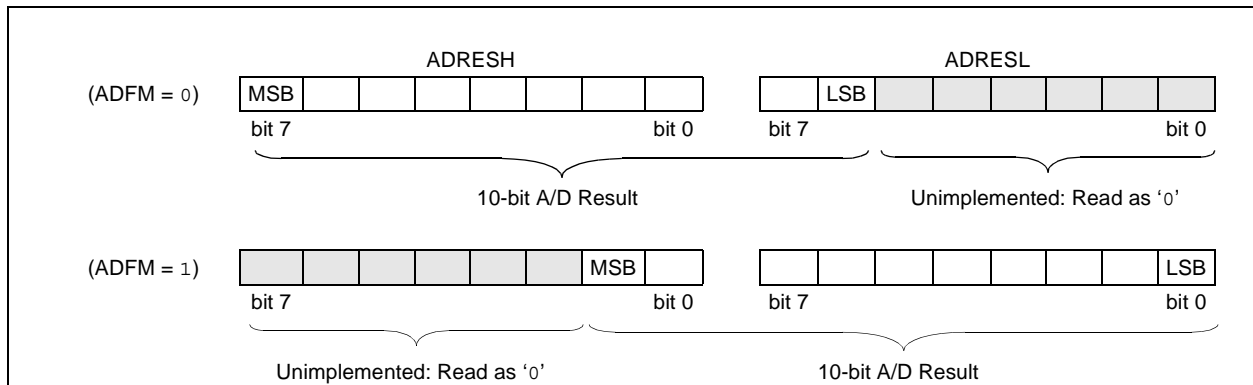 ADRESH ADRESL
(ADFM = 0) MSB LSB
bit 7 bit 0 bit 7 bit 0
10-bit A/D Result Unimplemented: Read as ‘0’
(ADFM = 1) MSB LSB
bit 7 bit 0 bit 7 bit 0
Unimplemented: Read as ‘0’ 10-bit A/D Result